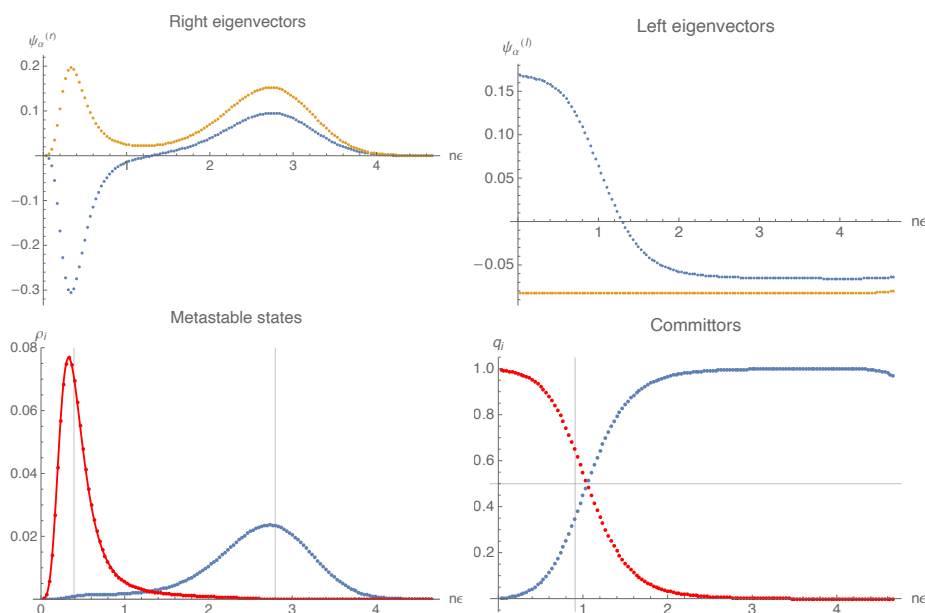 Right eigenvectors
ψα(r)
0.2
0.1
−0.1
−0.2
−0.3
1 2 3 4 nϵ
Left eigenvectors
ψα(l)
0.15
0.10
0.05
−0.05
1 2 3 4 nϵ
Metastable states
ρi
0.08
0.06
0.04
0.02
0 1 2 3 4 nϵ
Committors
qi
1.0
0.8
0.6
0.4
0.2
0 1 2 3 4 nϵ